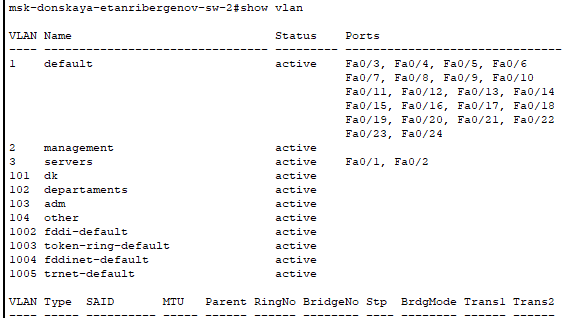 msk-donskaya-etanribergenov-sw-2#show vlan
VLAN Name                             Status    Ports
---- -------------------------------- --------- -------------------------------
1    default                          active    Fa0/3, Fa0/4, Fa0/5, Fa0/6
                                                Fa0/7, Fa0/8, Fa0/9, Fa0/10
                                                Fa0/11, Fa0/12, Fa0/13, Fa0/14
                                                Fa0/15, Fa0/16, Fa0/17, Fa0/18
                                                Fa0/19, Fa0/20, Fa0/21, Fa0/22
                                                Fa0/23, Fa0/24
2    management                       active
3    servers                          active    Fa0/1, Fa0/2
101  dk                               active
102  departaments                     active
103  adm                              active
104  other                            active
1002 fddi-default                     active
1003 token-ring-default               active
1004 fddinet-default                  active
1005 trnet-default                    active
VLAN Type  SAID       MTU   Parent RingNo BridgeNo Stp  BrdgMode Trans1 Trans2
---- ----- ---------- ----- ------ ------ -------- ---- -------- ------ ------